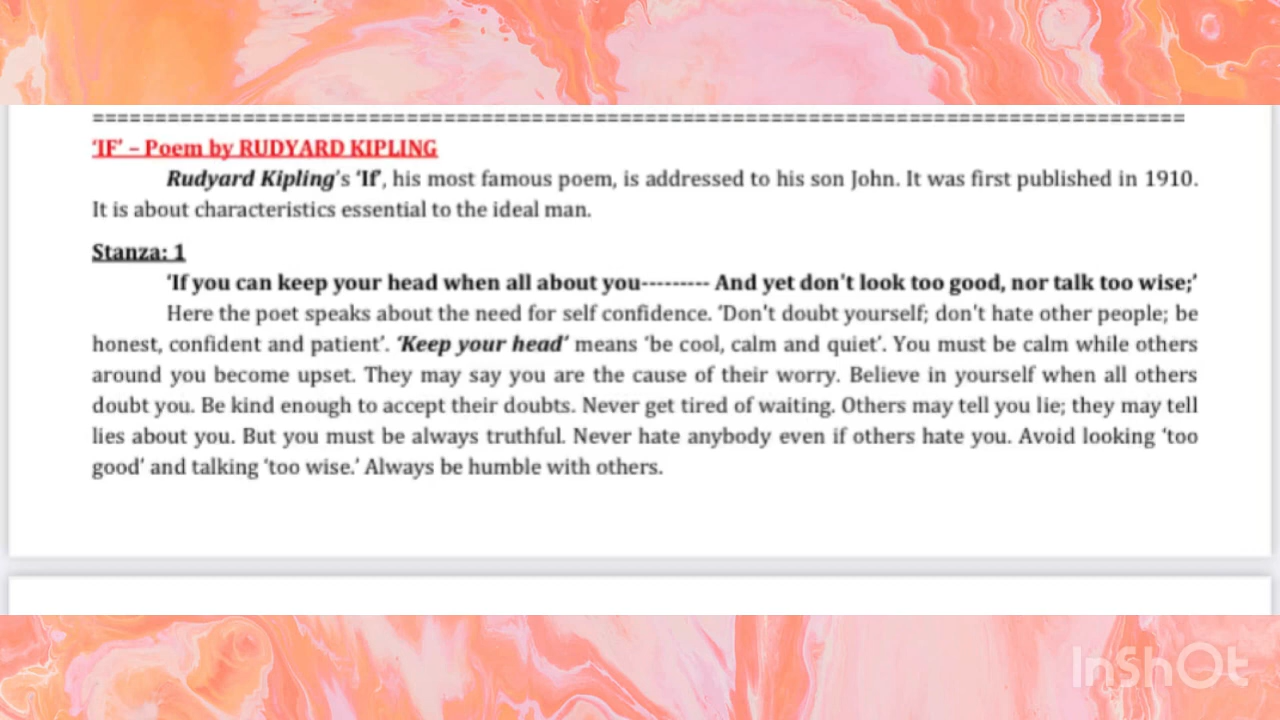 ========================================================================================
'IF' – Poem by RUDYARD KIPLING
Rudyard Kipling's 'If', his most famous poem, is addressed to his son John. It was first published in 1910.
It is about characteristics essential to the ideal man.
Stanza: 1
'If you can keep your head when all about you--------- And yet don't look too good, nor talk too wise;'
Here the poet speaks about the need for self confidence. 'Don't doubt yourself; don't hate other people; be
honest, confident and patient'. 'Keep your head' means 'be cool, calm and quiet'. You must be calm while others
around you become upset. They may say you are the cause of their worry. Believe in yourself when all others
doubt you. Be kind enough to accept their doubts. Never get tired of waiting. Others may tell you lie; they may tell
lies about you. But you must be always truthful. Never hate anybody even if others hate you. Avoid looking 'too
good' and talking 'too wise.' Always be humble with others.
InShOt